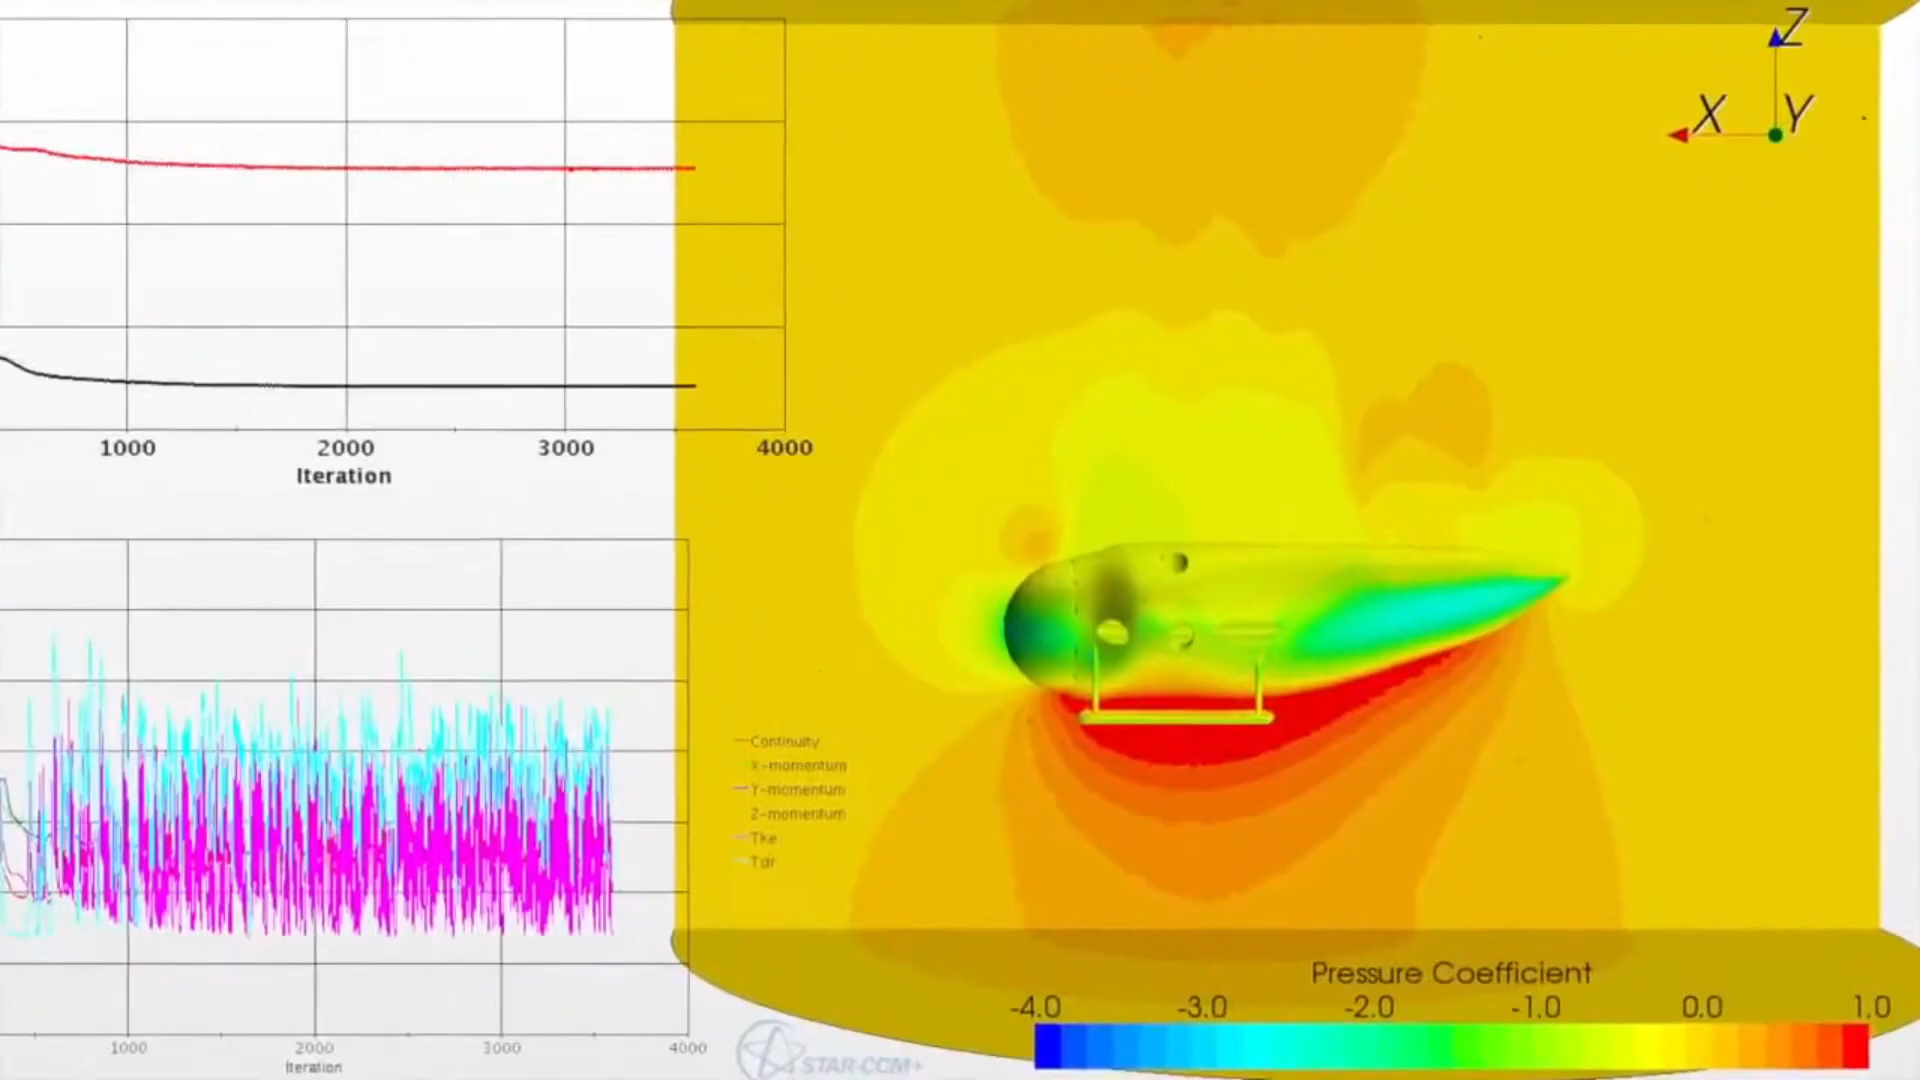 Z
X Y
1000 2000 3000 4000
Iteration
Continuity
X-momentum
Y-momentum
Z-momentum
Tke
Tdr
Pressure Coefficient
-4.0 -3.0 -2.0 -1.0 0.0 1.0
1000 2000 3000 4000
Iteration
STAR-CCM+